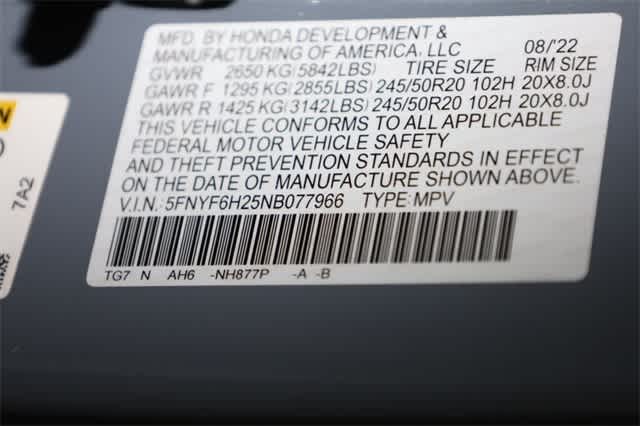 MFD. BY HONDA DEVELOPMENT &
MANUFACTURING OF AMERICA, LLC 08/'22
GVWR 2650 KG(5842LBS) TIRE SIZE RIM SIZE
GAWR F 1295 KG(2855LBS) 245/50R20 102H 20X8.0J
GAWR R 1425 KG(3142LBS) 245/50R20 102H 20X8.0J
THIS VEHICLE CONFORMS TO ALL APPLICABLE
FEDERAL MOTOR VEHICLE SAFETY
AND THEFT PREVENTION STANDARDS IN EFFECT
ON THE DATE OF MANUFACTURE SHOWN ABOVE.
V.I.N.:5FNYF6H25NB077966 TYPE:MPV
TG7 N AH6 -NH877P -A -B
7A2